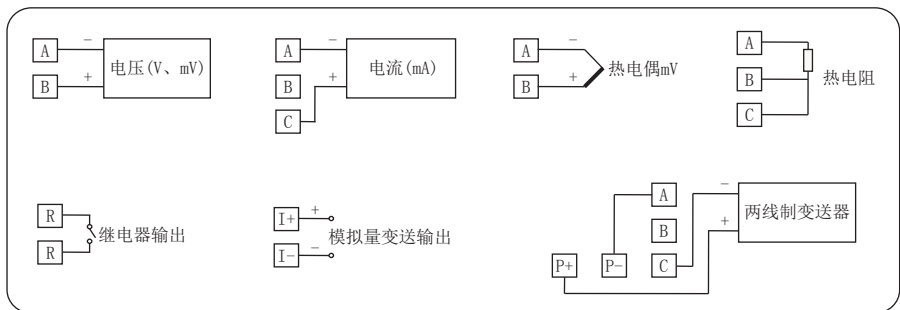 A − 电压(V、mV)
B +
A − 电流(mA)
B +
C
A − 热电偶mV
B +
A
B 热电阻
C
R
R 继电器输出
I+ +
模拟量变送输出
I- −
A − 两线制变送器
B +
P+ P- C